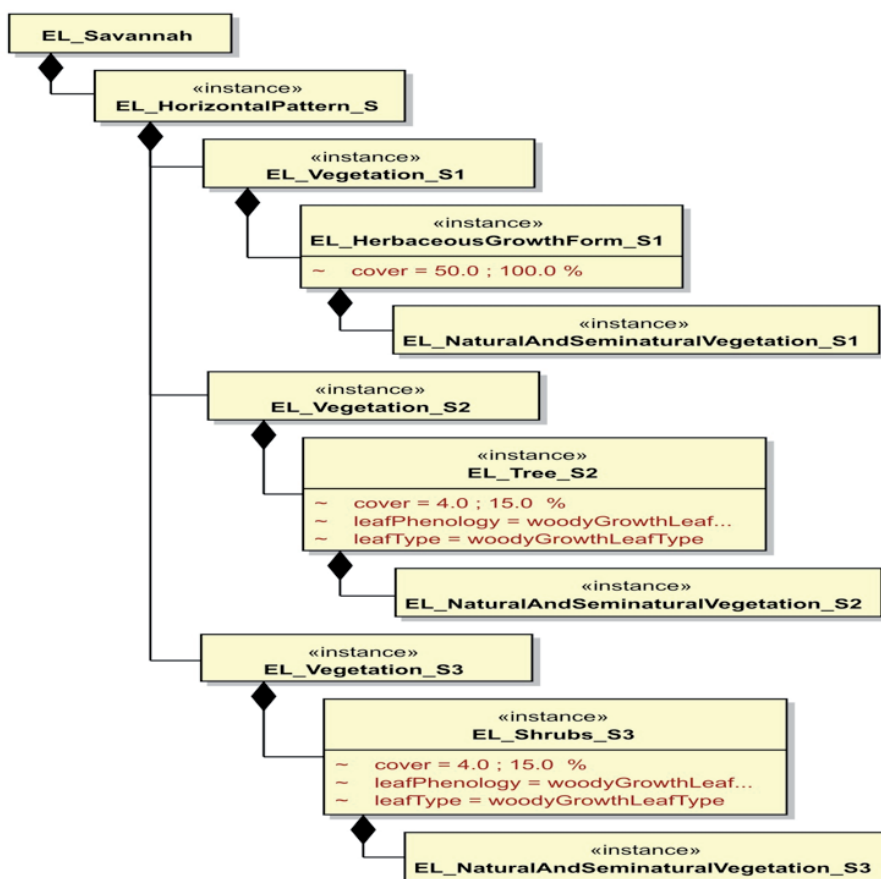 EL_Savannah
«instance»
EL_HorizontalPattern_S
«instance»
EL_Vegetation_S1
«instance»
EL_HerbaceousGrowthForm_S1
~ cover = 50.0 ; 100.0 %
«instance»
EL_NaturalAndSeminaturalVegetation_S1
«instance»
EL_Vegetation_S2
«instance»
EL_Tree_S2
~ cover = 4.0 ; 15.0 %
~ leafPhenology = woodyGrowthLeaf...
~ leafType = woodyGrowthLeafType
«instance»
EL_NaturalAndSeminaturalVegetation_S2
«instance»
EL_Vegetation_S3
«instance»
EL_Shrubs_S3
~ cover = 4.0 ; 15.0 %
~ leafPhenology = woodyGrowthLeaf...
~ leafType = woodyGrowthLeafType
«instance»
EL_NaturalAndSeminaturalVegetation_S3